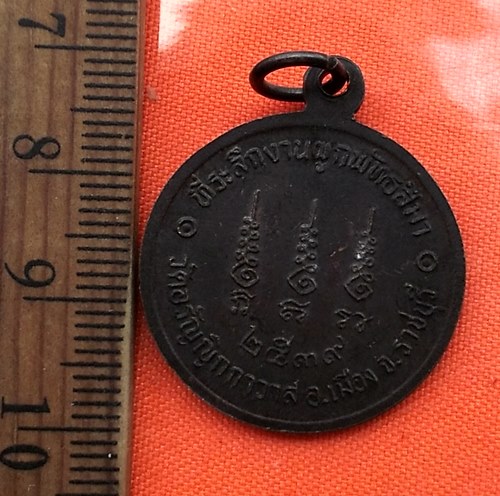 7
8
9
10
ที่ระลึกงานผูกพัทธสีมา
๒๕๓๙
วัดอรัญญิกาวาส อ.เมือง จ.ราชบุรี